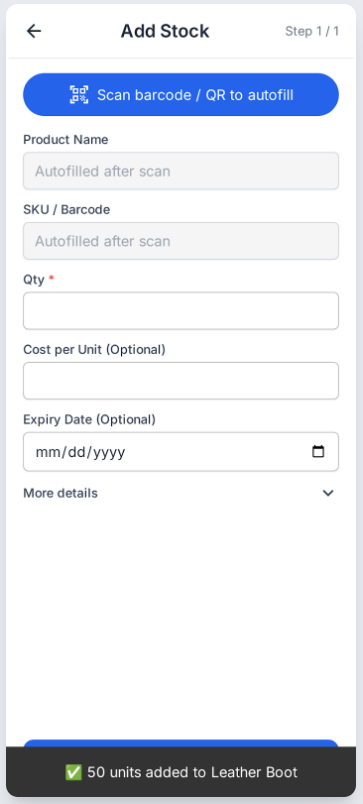 Add Stock
Step 1 / 1
Scan barcode / QR to autofill
Product Name
Autofilled after scan
SKU / Barcode
Autofilled after scan
Qty *
Cost per Unit (Optional)
Expiry Date (Optional)
mm/dd/yyyy
More details
✅ 50 units added to Leather Boot